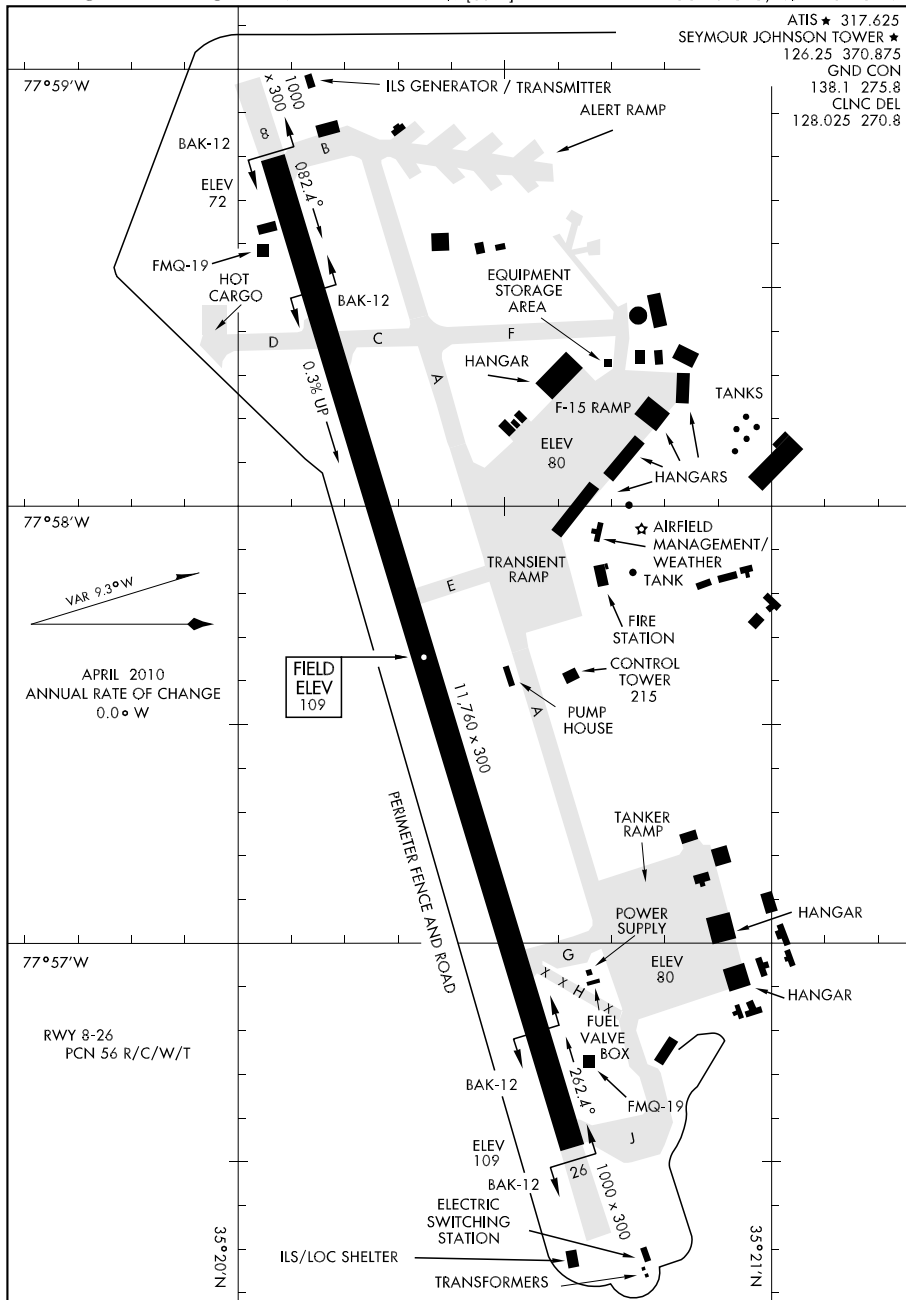 ATIS ★ 317.625
SEYMOUR JOHNSON TOWER ★
126.25 370.875
GND CON
138.1 275.8
CLNC DEL
128.025 270.8
77°59'W
1000
x 300
ILS GENERATOR / TRANSMITTER
ALERT RAMP
8
B
BAK-12
ELEV
72
082.4°
FMQ-19
HOT
CARGO
BAK-12
EQUIPMENT
STORAGE
AREA
D
C
F
A
HANGAR
0.3% UP
F-15 RAMP
TANKS
ELEV
80
HANGARS
77°58'W
AIRFIELD
MANAGEMENT/
WEATHER
TRANSIENT
RAMP
TANK
VAR 9.3° W
E
FIRE
STATION
APRIL 2010
ANNUAL RATE OF CHANGE
0.0° W
FIELD
ELEV
109
CONTROL
TOWER
215
A
PUMP
HOUSE
11,760 x 300
PERIMETER FENCE AND ROAD
TANKER
RAMP
POWER
SUPPLY
HANGAR
77°57'W
G
ELEV
80
X X H X
HANGAR
RWY 8-26
PCN 56 R/C/W/T
FUEL
VALVE
BOX
BAK-12
262.4°
FMQ-19
J
ELEV
109
26
BAK-12
1000 x 300
ELECTRIC
SWITCHING
STATION
35°20'N
35°21'N
ILS/LOC SHELTER
TRANSFORMERS